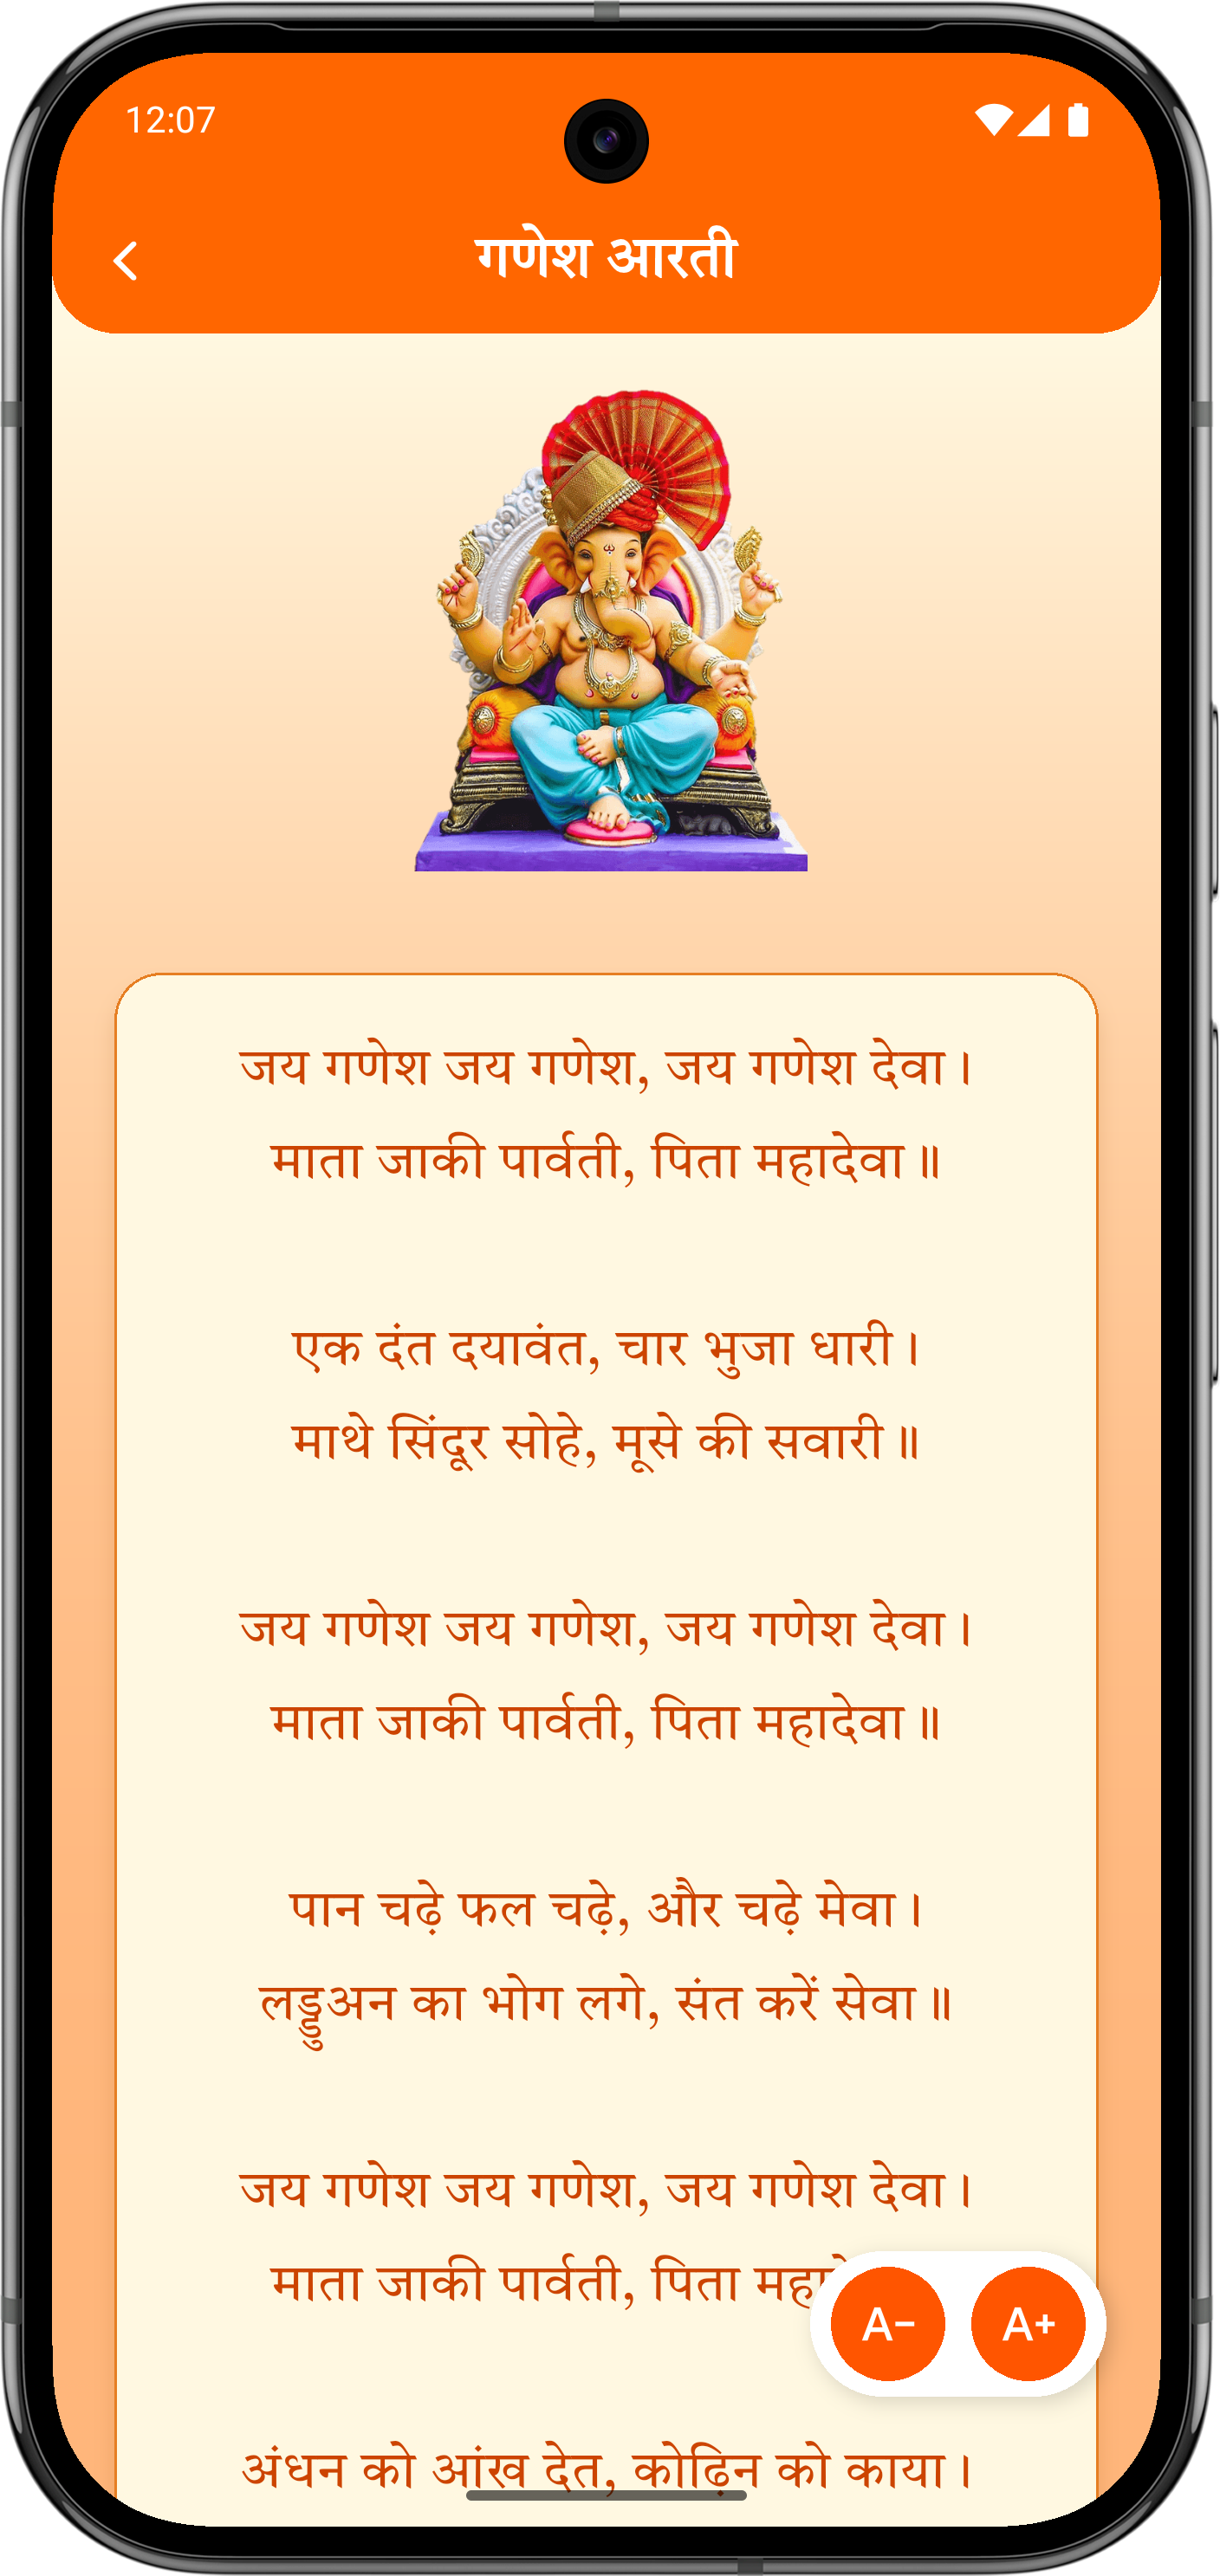 12:07
गणेश आरती
जय गणेश जय गणेश, जय गणेश देवा।
माता जाकी पार्वती, पिता महादेवा॥
एक दंत दयावंत, चार भुजा धारी।
माथे सिंदूर सोहे, मूसे की सवारी॥
जय गणेश जय गणेश, जय गणेश देवा।
माता जाकी पार्वती, पिता महादेवा॥
पान चढ़े फल चढ़े, और चढ़े मेवा।
लड्डुअन का भोग लगे, संत करें सेवा॥
जय गणेश जय गणेश, जय गणेश देवा।
माता जाकी पार्वती, पिता
A- A+
अंधन को आंख देत, कोढ़िन को काया।